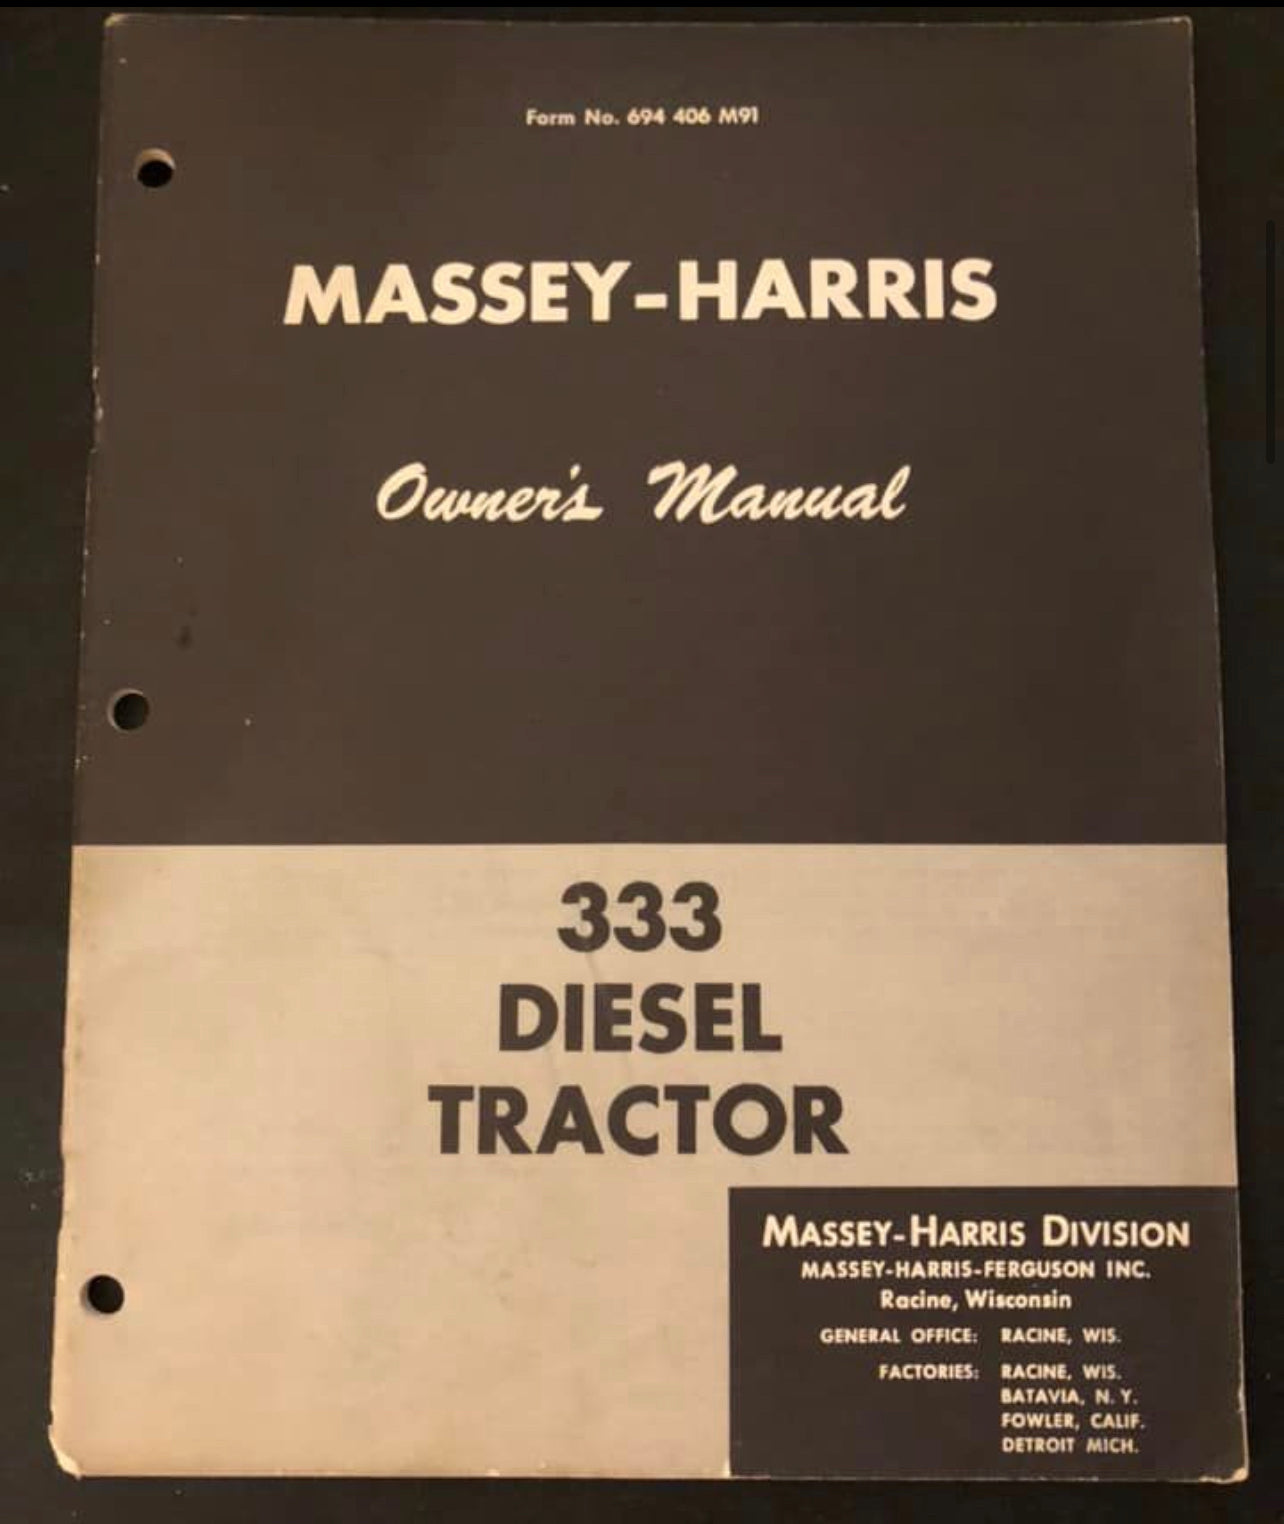 Form No. 694 406 M91
MASSEY-HARRIS
Owner's Manual
333
DIESEL
TRACTOR
MASSEY-HARRIS DIVISION
MASSEY-HARRIS-FERGUSON INC.
Racine, Wisconsin
GENERAL OFFICE: RACINE, WIS.
FACTORIES: RACINE, WIS.
BATAVIA, N. Y.
FOWLER, CALIF.
DETROIT MICH.